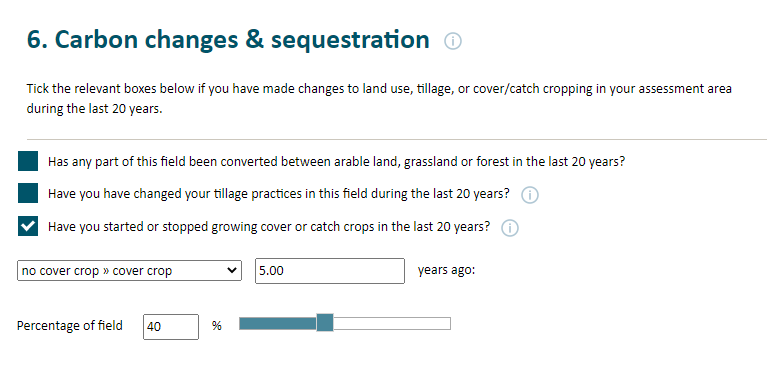 6. Carbon changes & sequestration
Tick the relevant boxes below if you have made changes to land use, tillage, or cover/catch cropping in your assessment area
during the last 20 years.
Has any part of this field been converted between arable land, grassland or forest in the last 20 years?
Have you have changed your tillage practices in this field during the last 20 years?
Have you started or stopped growing cover or catch crops in the last 20 years?
no cover crop » cover crop 5.00 years ago:
Percentage of field 40 %